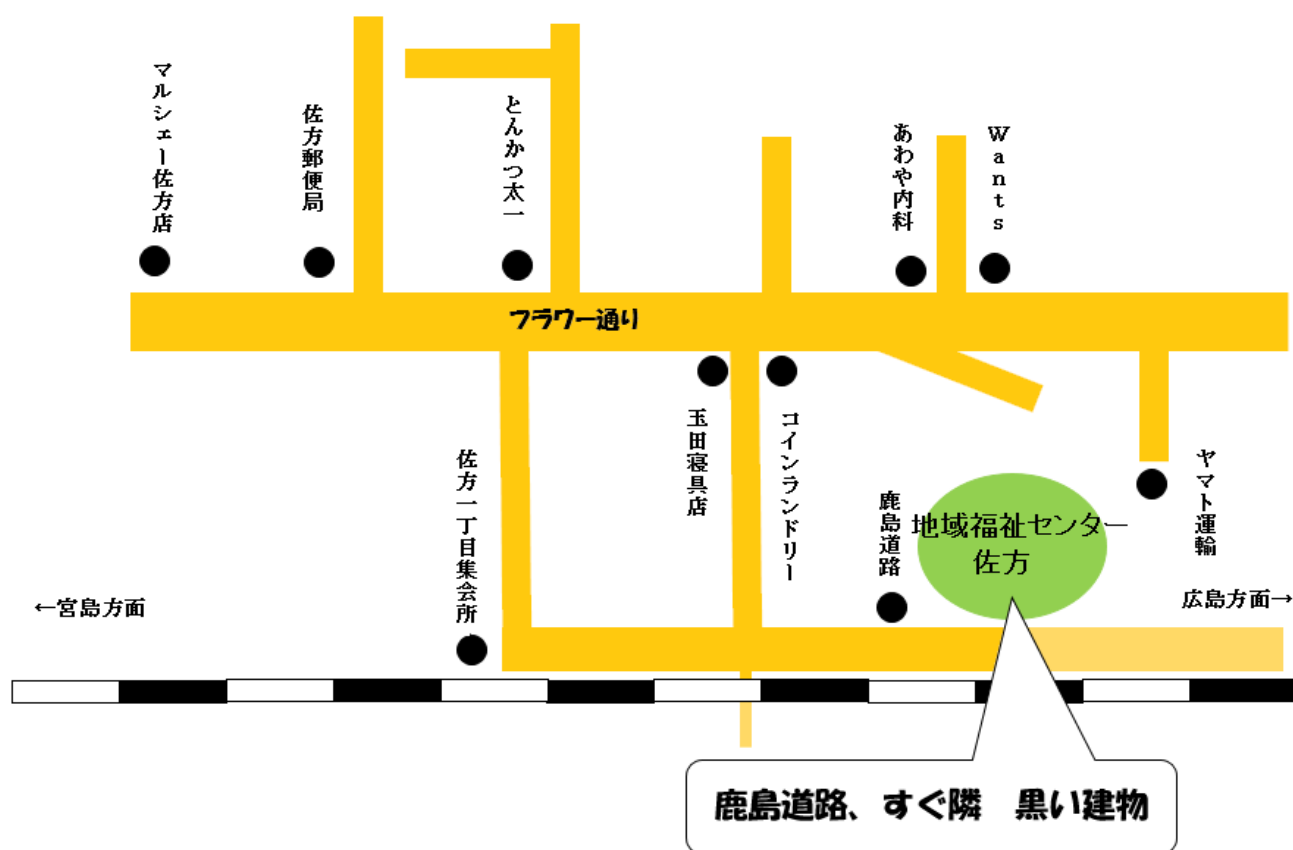 マルシェー佐方店
佐方郵便局
とんかつ太一
あわや内科
Wants
フラワー通り
玉田寝具店
コインランドリー
佐方一丁目集会所
鹿島道路
地域福祉センター
佐方
ヤマト運輸
←宮島方面
広島方面→
鹿島道路、すぐ隣　黒い建物